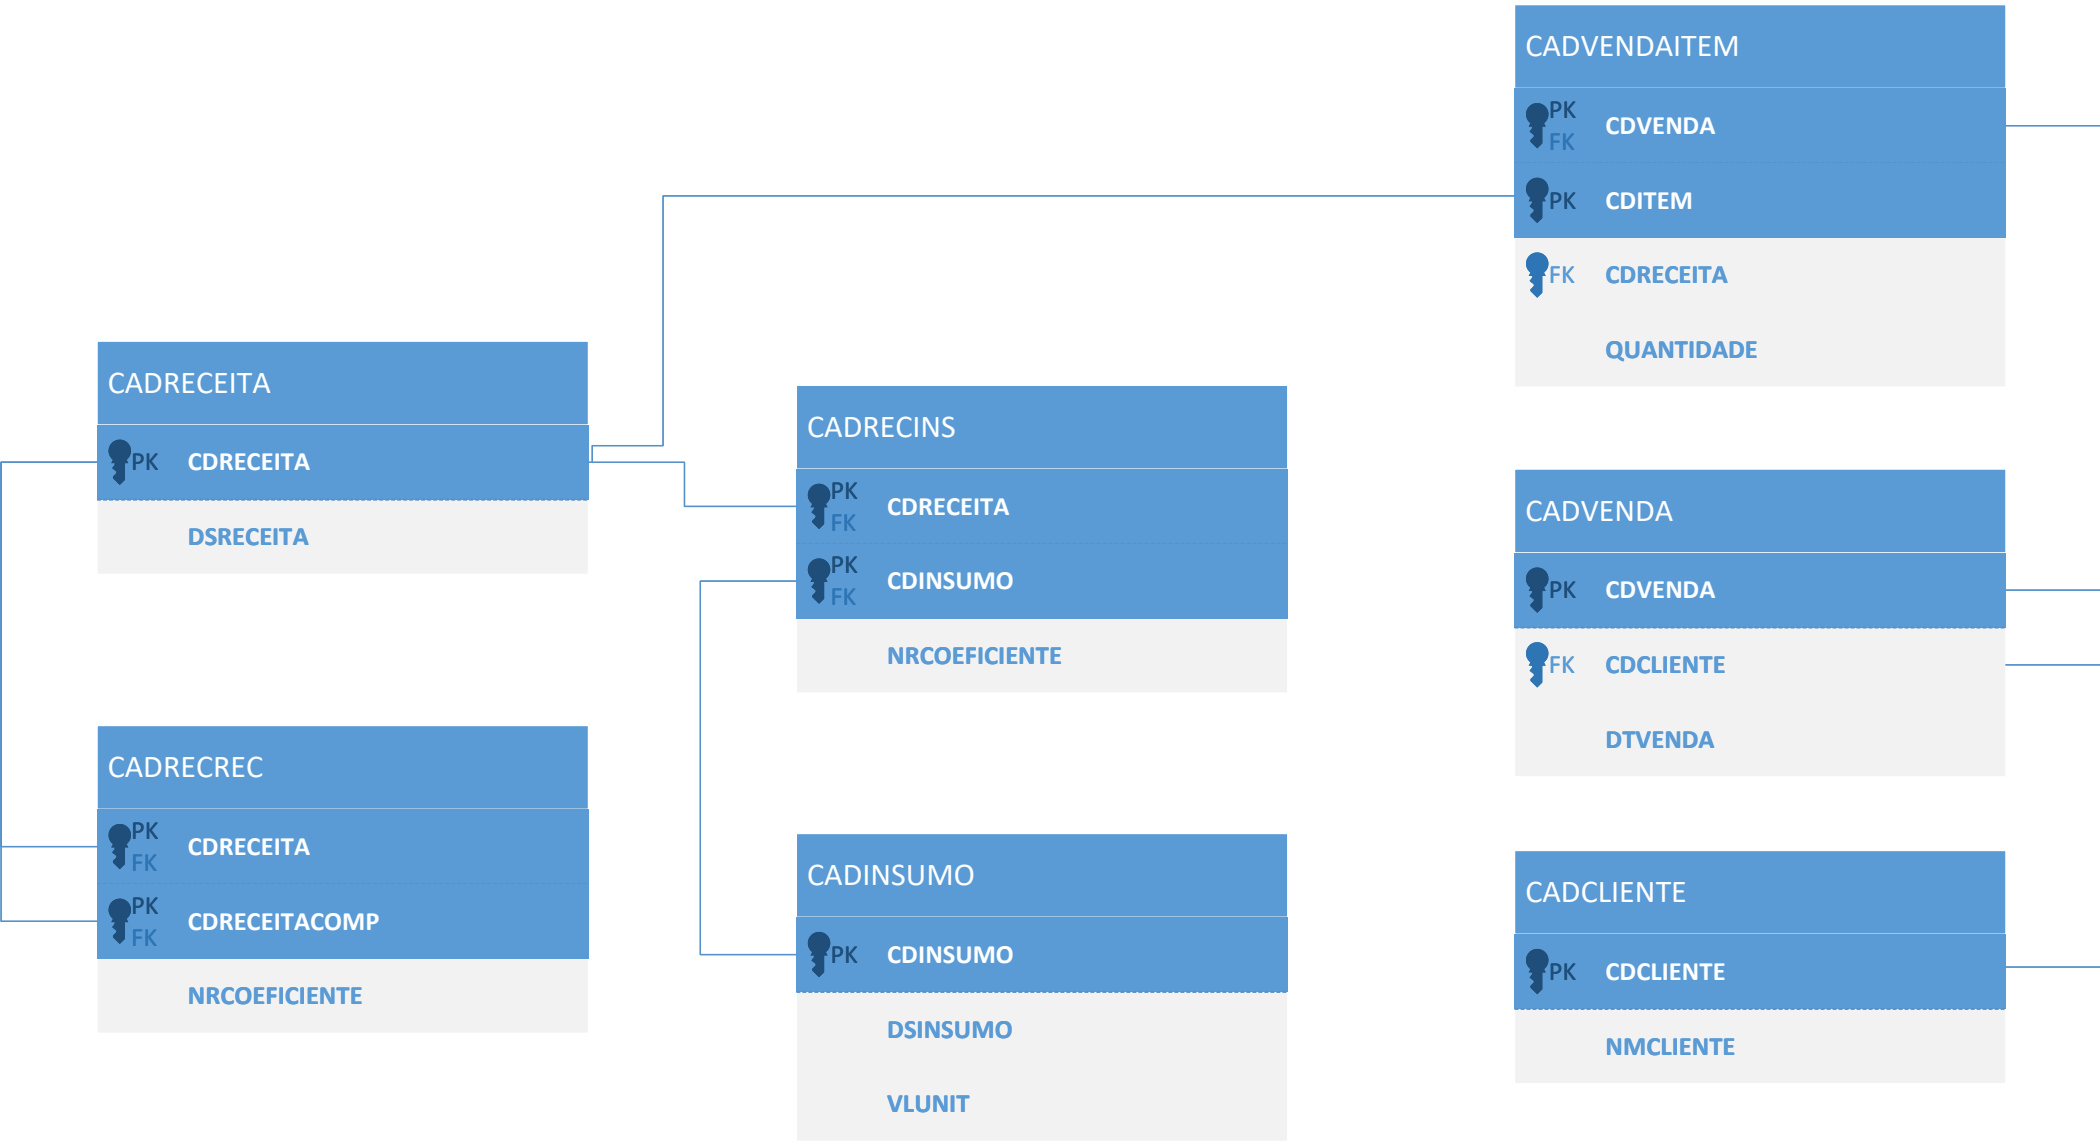 CADVENDAITEM
PK
FK
CDVENDA
PK CDITEM
FK CDRECEITA
QUANTIDADE
CADRECEITA
PK CDRECEITA
DSRECEITA
CADRECINS
PK
FK
CDRECEITA
PK
FK
CDINSUMO
NRCOEFICIENTE
CADVENDA
PK CDVENDA
FK CDCLIENTE
DTVENDA
CADRECREC
PK
FK
CDRECEITA
PK
FK
CDRECEITACOMP
NRCOEFICIENTE
CADINSUMO
PK CDINSUMO
DSINSUMO
VLUNIT
CADCLIENTE
PK CDCLIENTE
NMCLIENTE